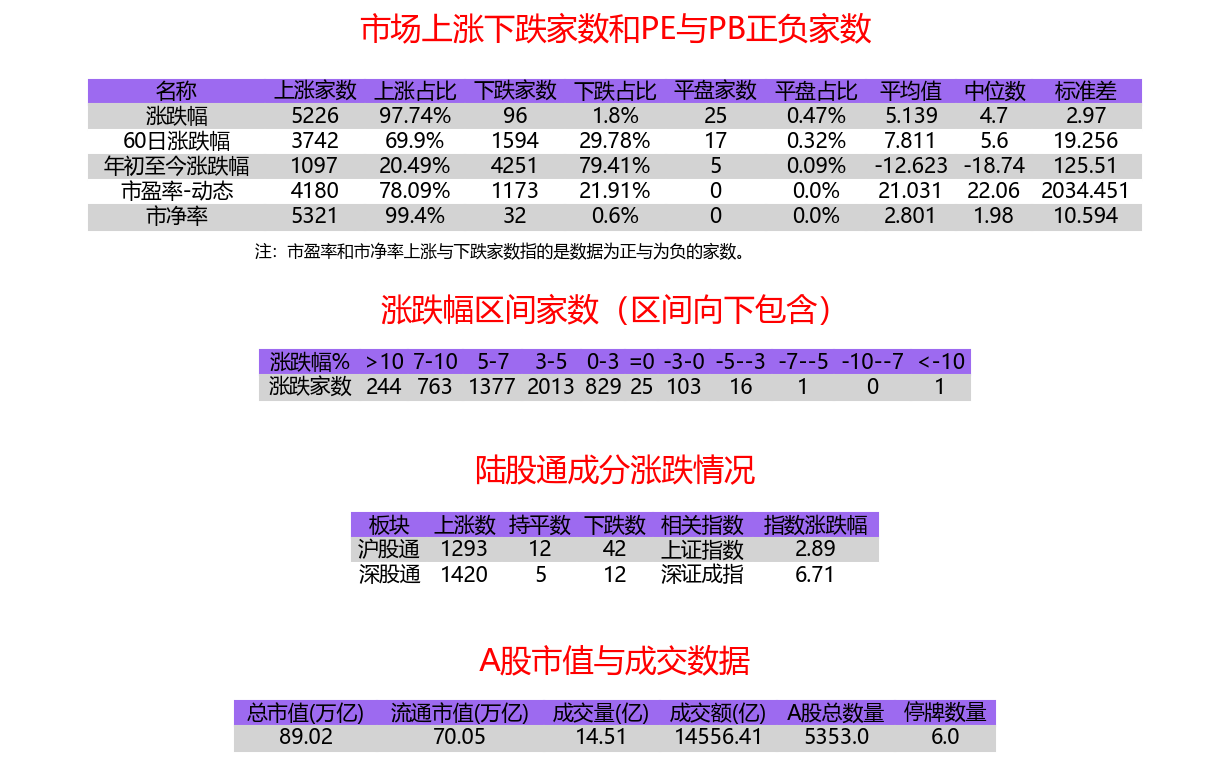 市场上涨下跌家数和PE与PB正负家数
名称 上涨家数 上涨占比 下跌家数 下跌占比 平盘家数 平盘占比 平均值 中位数 标准差
涨跌幅 5226 97.74% 96 1.8% 25 0.47% 5.139 4.7 2.97
60日涨跌幅 3742 69.9% 1594 29.78% 17 0.32% 7.811 5.6 19.256
年初至今涨跌幅 1097 20.49% 4251 79.41% 5 0.09% -12.623 -18.74 125.51
市盈率-动态 4180 78.09% 1173 21.91% 0 0.0% 21.031 22.06 2034.451
市净率 5321 99.4% 32 0.6% 0 0.0% 2.801 1.98 10.594
注：市盈率和市净率上涨与下跌家数指的是数据为正与为负的家数。
涨跌幅区间家数（区间向下包含）
涨跌幅% >10 7-10 5-7 3-5 0-3 =0 -3-0 -5--3 -7--5 -10--7 <-10
涨跌家数 244 763 1377 2013 829 25 103 16 1 0 1
陆股通成分涨跌情况
板块 上涨数 持平数 下跌数 相关指数 指数涨跌幅
沪股通 1293 12 42 上证指数 2.89
深股通 1420 5 12 深证成指 6.71
A股市值与成交数据
总市值(万亿) 流通市值(万亿) 成交量(亿) 成交额(亿) A股总数量 停牌数量
89.02 70.05 14.51 14556.41 5353.0 6.0